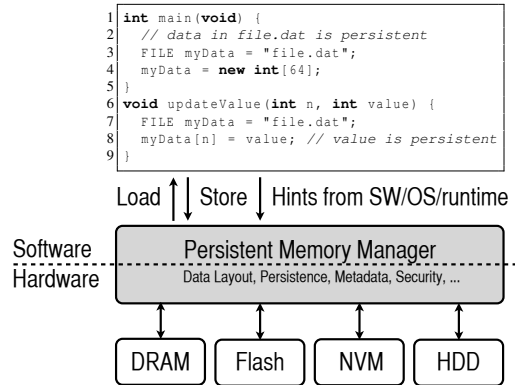 1 int main(void) {
2 // data in file.dat is persistent
3 FILE myData = "file.dat";
4 myData = new int[64];
5 }
6 void updateValue(int n, int value) {
7 FILE myData = "file.dat";
8 myData[n] = value; // value is persistent
9 }
Load Store Hints from SW/OS/runtime
Software Persistent Memory Manager
Hardware Data Layout, Persistence, Metadata, Security, ...
DRAM Flash NVM HDD